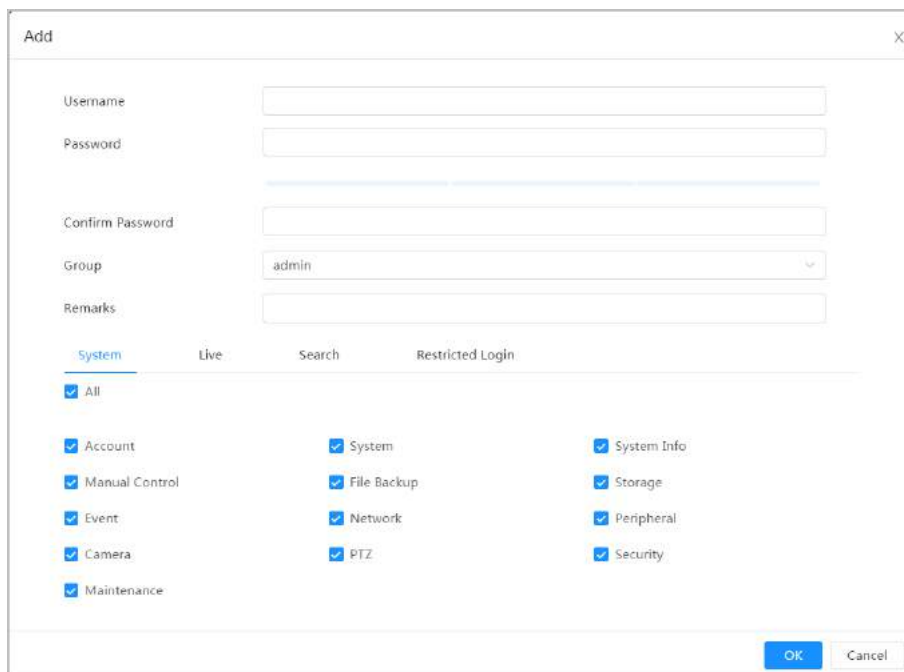 Add X
Username
Password
Confirm Password
Group admin
Remarks
System Live Search Restricted Login
All
Account System System Info
Manual Control File Backup Storage
Event Network Peripheral
Camera PTZ Security
Maintenance
OK Cancel